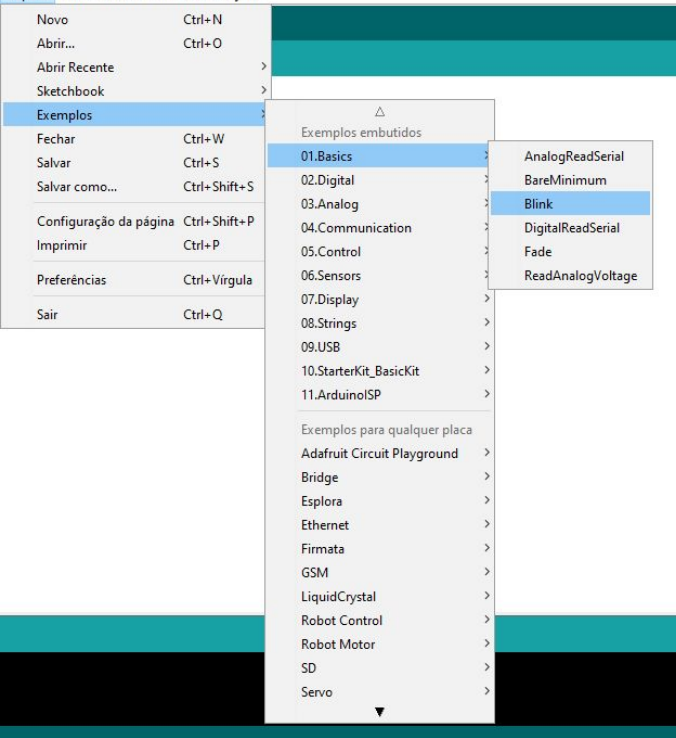 Novo Ctrl+N
Abrir... Ctrl+O
Abrir Recente
Sketchbook
Exemplos
Fechar Ctrl+W
Salvar Ctrl+S
Salvar como... Ctrl+Shift+S
Configuração da página Ctrl+Shift+P
Imprimir Ctrl+P
Preferências Ctrl+Vírgula
Sair Ctrl+Q
Exemplos embutidos
01.Basics
02.Digital
03.Analog
04.Communication
05.Control
06.Sensors
07.Display
08.Strings
09.USB
10.StarterKit_BasicKit
11.ArduinoISP
Exemplos para qualquer placa
Adafruit Circuit Playground
Bridge
Esplora
Ethernet
Firmata
GSM
LiquidCrystal
Robot Control
Robot Motor
SD
Servo
AnalogReadSerial
BareMinimum
Blink
DigitalReadSerial
Fade
ReadAnalogVoltage